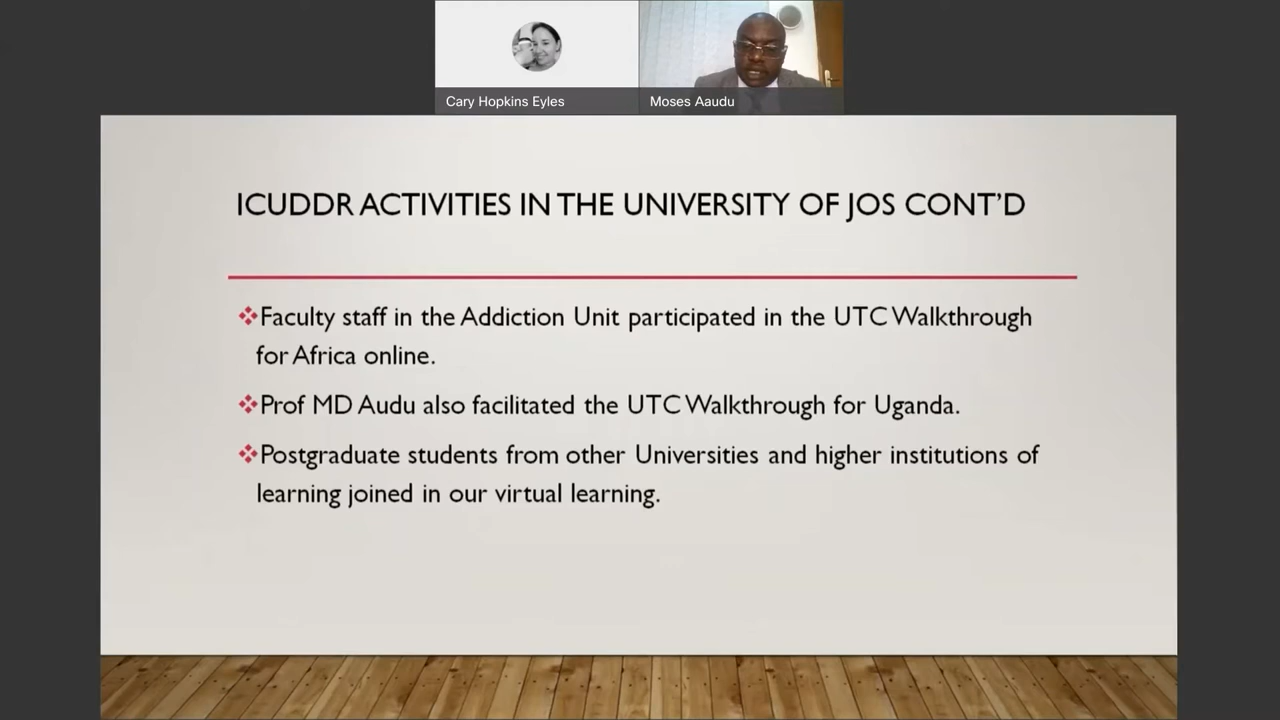 Cary Hopkins Eyles
Moses Aaudu
ICUDDR ACTIVITIES IN THE UNIVERSITY OF JOS CONT'D
Faculty staff in the Addiction Unit participated in the UTC Walkthrough
for Africa online.
Prof MD Audu also facilitated the UTC Walkthrough for Uganda.
Postgraduate students from other Universities and higher institutions of
learning joined in our virtual learning.